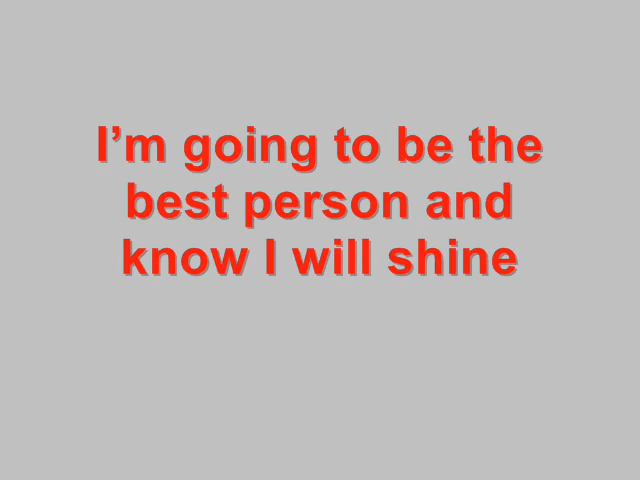 I’m going to be the
best person and
know I will shine